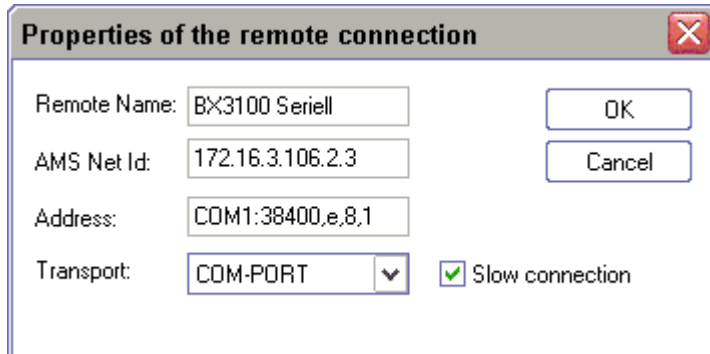 Properties of the remote connection
Remote Name: BX3100 Seriell OK
AMS Net Id: 172.16.3.106.2.3 Cancel
Address: COM1:38400,e,8,1
Transport: COM-PORT Slow connection